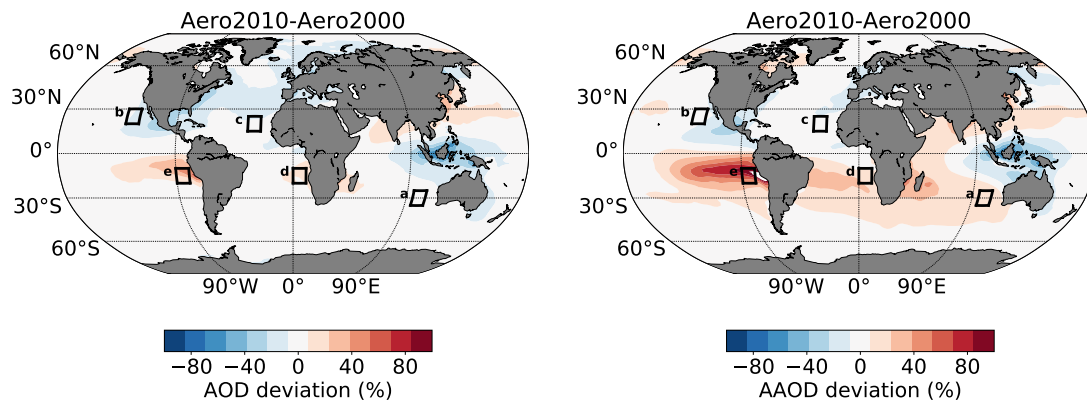 Aero2010-Aero2000
60°N
30°N
0°
30°S
60°S
b
c
e
d
a
90°W 0° 90°E
−80 −40 0 40 80
AOD deviation (%)
Aero2010-Aero2000
60°N
30°N
0°
30°S
60°S
b
c
e
d
a
90°W 0° 90°E
−80 −40 0 40 80
AAOD deviation (%)